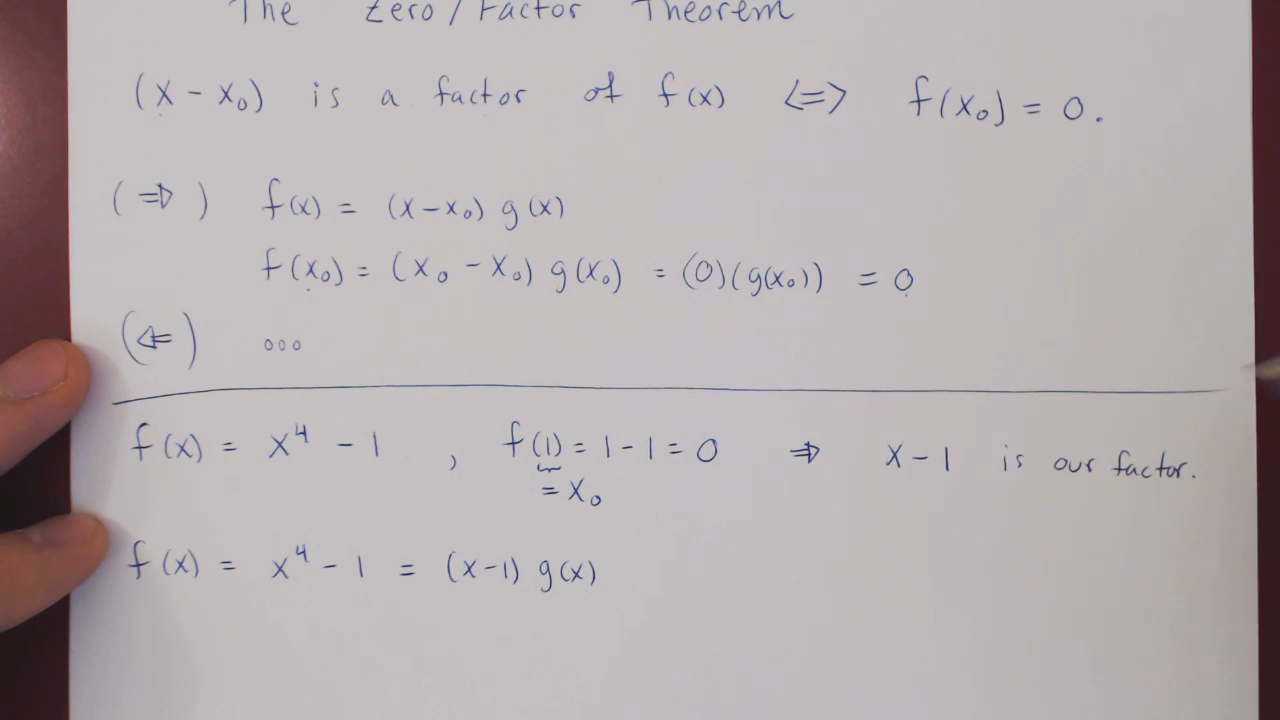 The Zero/Factor Theorem
(x - x₀) is a factor of f(x) <=> f(x₀) = 0.
(⇒) f(x) = (x-x₀) g(x)
f(x₀) = (x₀ - x₀) g(x₀) = (0)(g(x₀)) = 0
(⇐) ...
f(x) = x⁴ - 1 , f(1) = 1 - 1 = 0 ⇒ x - 1 is our factor.
= x₀
f(x) = x⁴ - 1 = (x-1) g(x)